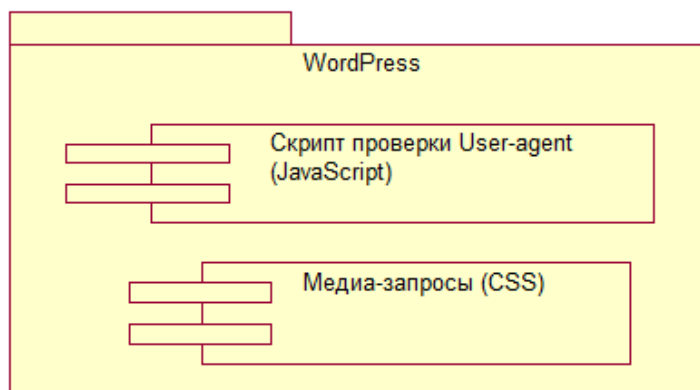 WordPress
Скрипт проверки User-agent
(JavaScript)
Медиа-запросы (CSS)